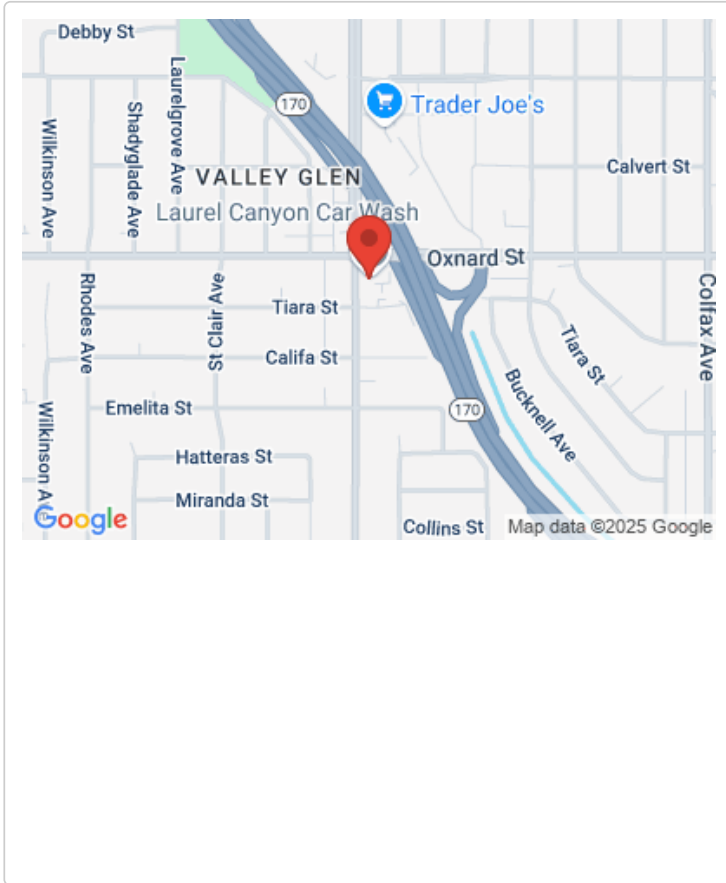 Debby St
Laurelgrove Ave
170
Trader Joe's
Wilkinson Ave
Shadyglade Ave
Calvert St
VALLEY GLEN
Laurel Canyon Car Wash
Oxnard St
Rhodes Ave
St Clair Ave
Tiara St
Colfax Ave
Tiara St
Califa St
Bucknell Ave
Emelita St
170
Wilkinson Ave
Hatteras St
Miranda St
Google
Collins St
Map data ©2025 Google